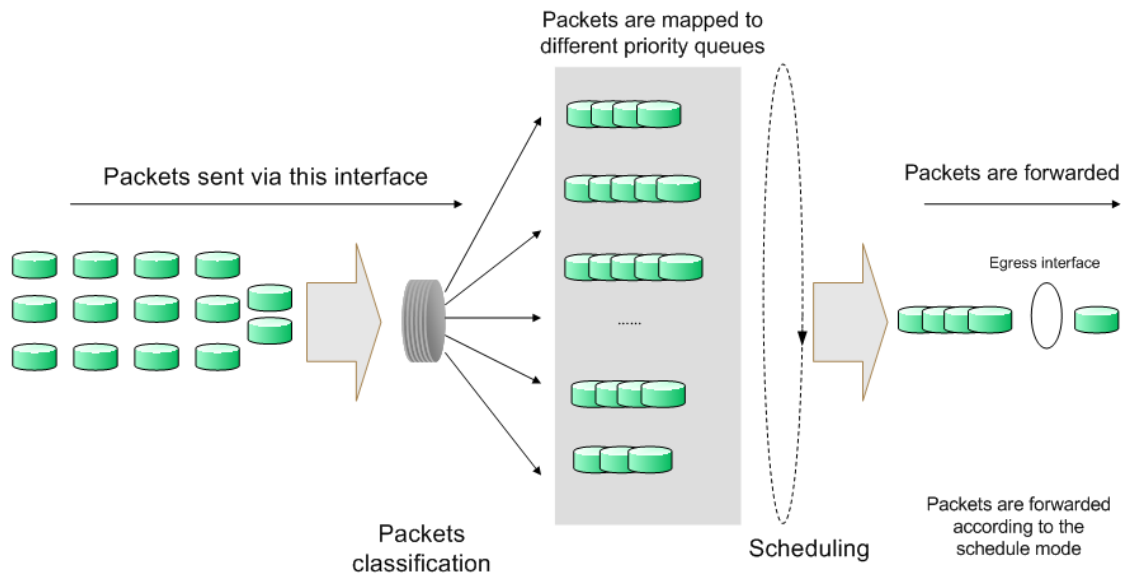 Packets are mapped to
different priority queues
Packets sent via this interface
Packets are forwarded
Egress interface
......
Packets
classification
Scheduling
Packets are forwarded
according to the
schedule mode